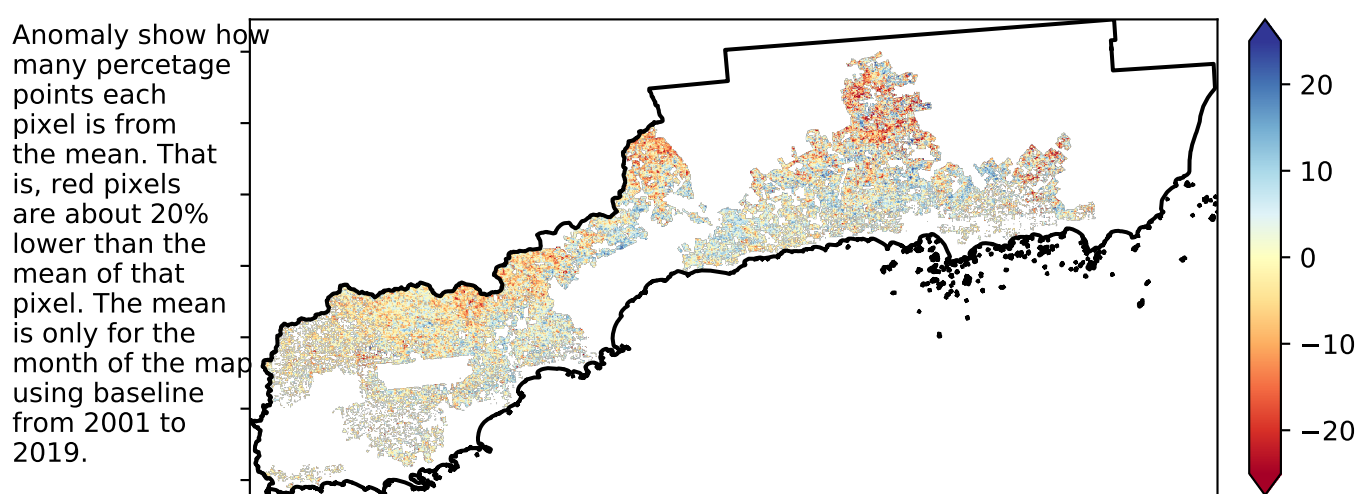 Anomaly show how
many percetage
points each
pixel is from
the mean. That
is, red pixels
are about 20%
lower than the
mean of that
pixel. The mean
is only for the
month of the map
using baseline
from 2001 to
2019.
20
10
0
−10
−20